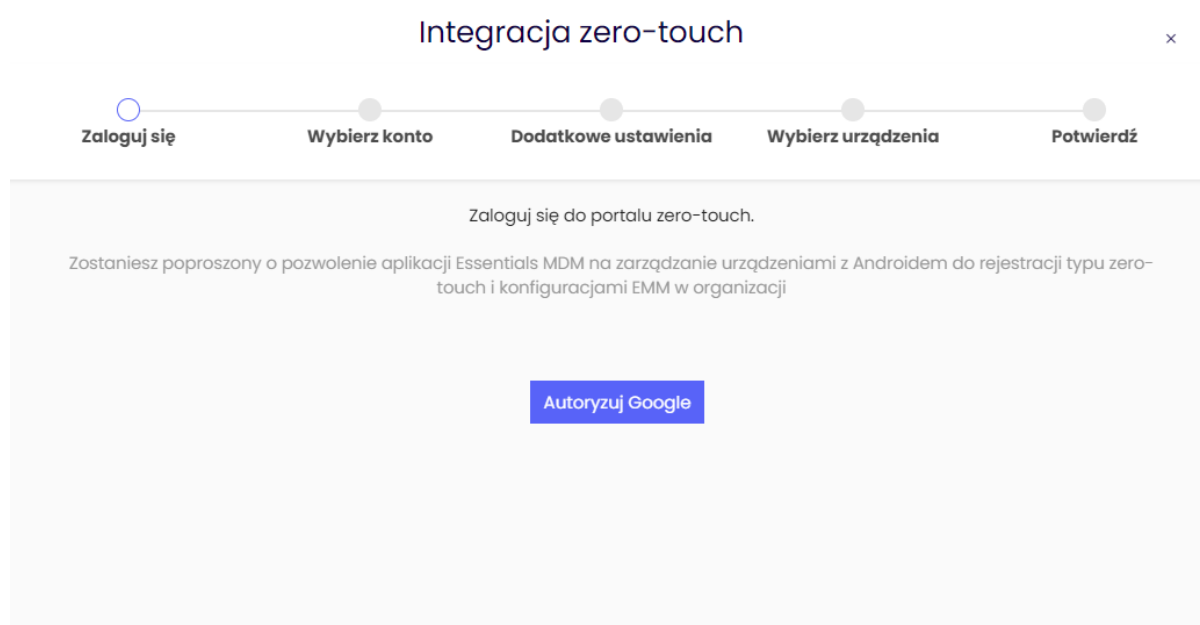 Integracja zero-touch
×
Zaloguj się
Wybierz konto
Dodatkowe ustawienia
Wybierz urządzenia
Potwierdź
Zaloguj się do portalu zero-touch.
Zostaniesz poproszony o pozwolenie aplikacji Essentials MDM na zarządzanie urządzeniami z Androidem do rejestracji typu zero-
touch i konfiguracjami EMM w organizacji
Autoryzuj Google